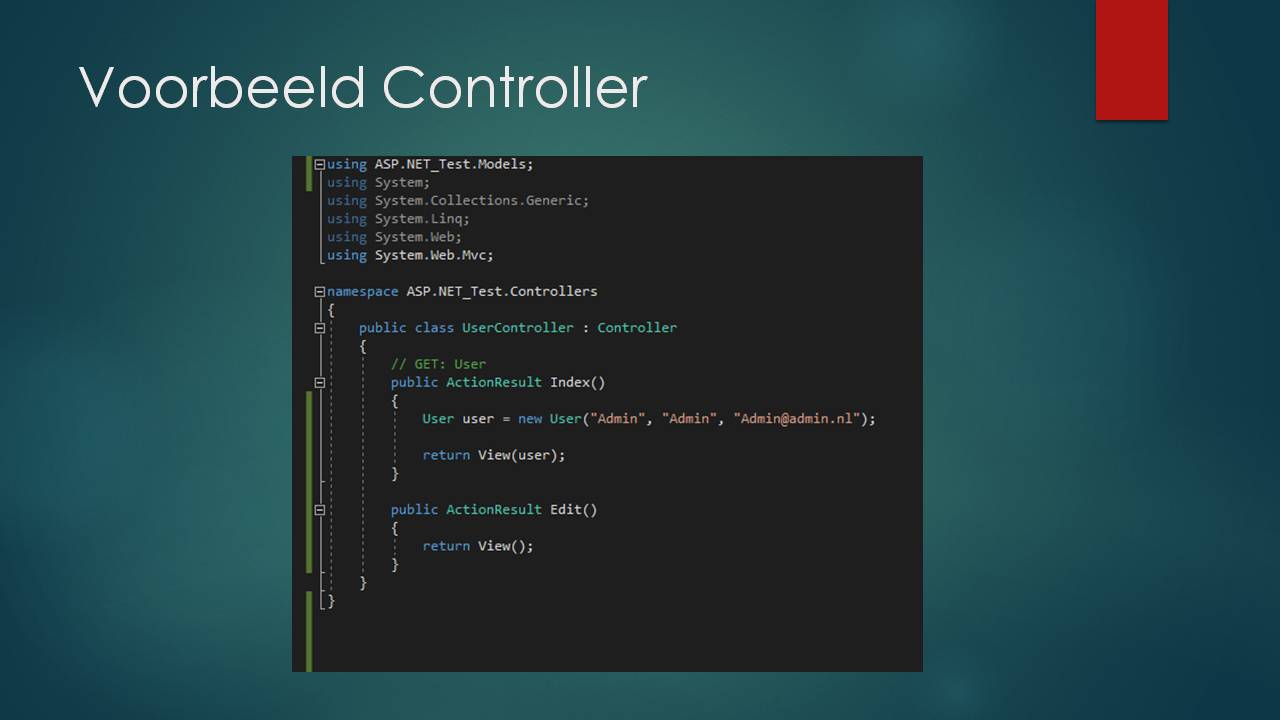 Voorbeeld Controller
using ASP.NET_Test.Models;
using System;
using System.Collections.Generic;
using System.Linq;
using System.Web;
using System.Web.Mvc;
namespace ASP.NET_Test.Controllers
{
public class UserController : Controller
{
// GET: User
public ActionResult Index()
{
User user = new User("Admin", "Admin", "Admin@admin.nl");
return View(user);
}
public ActionResult Edit()
{
return View();
}
}
}